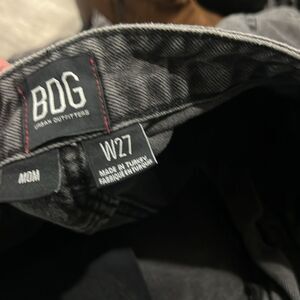 BDG
URBAN OUTFITTERS
W27
MADE IN TURKEY
FABRIQUÉ EN TURQUIE
MOM